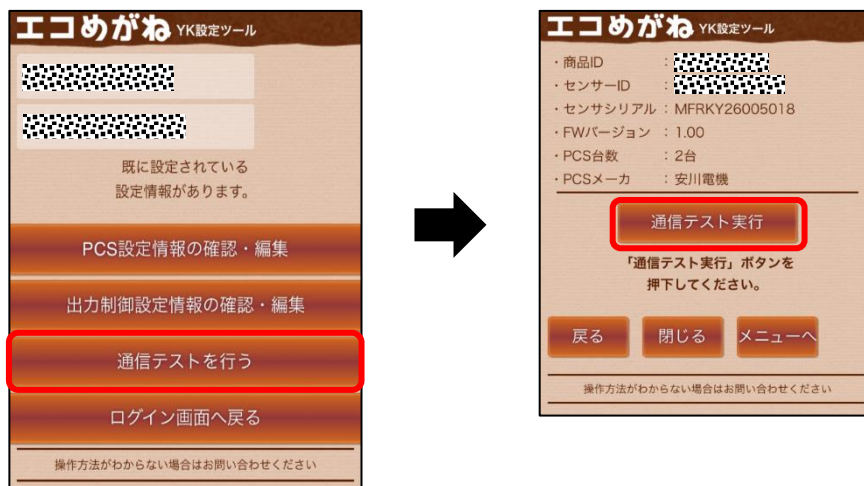 エコめがね YK設定ツール
既に設定されている
設定情報があります。
PCS設定情報の確認・編集
出力制御設定情報の確認・編集
通信テストを行う
ログイン画面へ戻る
操作方法がわからない場合はお問い合わせください
エコめがね YK設定ツール
・商品ID :
・センサーID :
・センサシリアル : MFRKY26005018
・FWバージョン : 1.00
・PCS台数 : 2台
・PCSメーカ : 安川電機
通信テスト実行
「通信テスト実行」ボタンを
押下してください。
戻る 閉じる メニューへ
操作方法がわからない場合はお問い合わせください